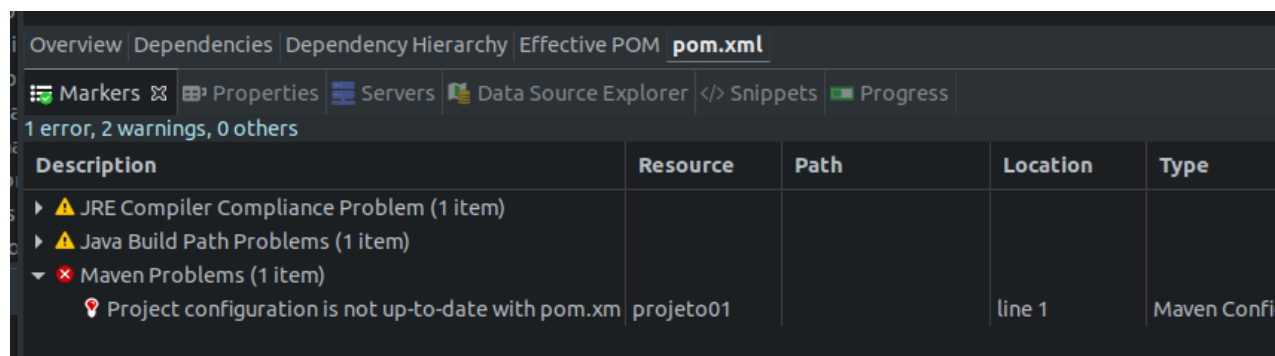 Overview Dependencies Dependency Hierarchy Effective POM pom.xml
Markers Properties Servers Data Source Explorer </> Snippets Progress
1 error, 2 warnings, 0 others
Description Resource Path Location Type
JRE Compiler Compliance Problem (1 item)
Java Build Path Problems (1 item)
Maven Problems (1 item)
Project configuration is not up-to-date with pom.xm projeto01 line 1 Maven Confi